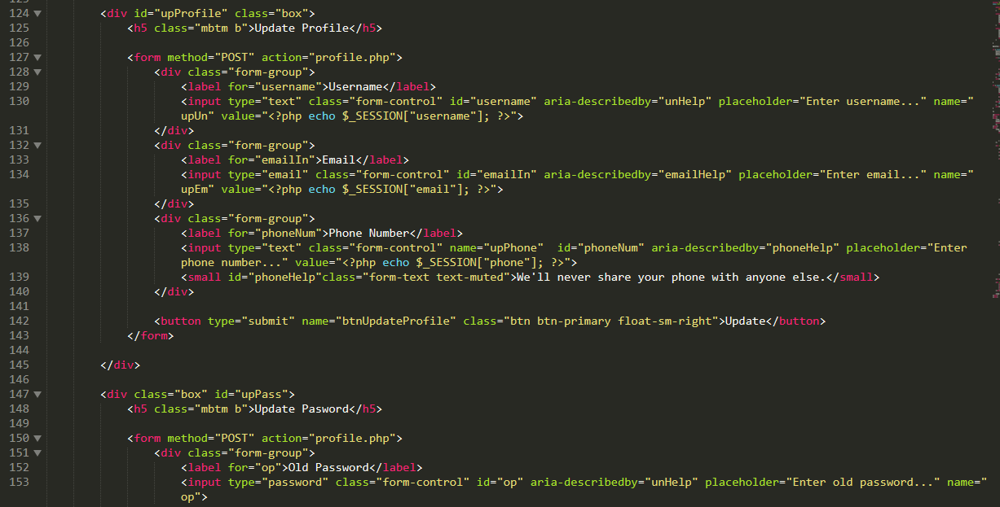 124 <div id="upProfile" class="box">
125 <h5 class="mbtm b">Update Profile</h5>
126
127 <form method="POST" action="profile.php">
128 <div class="form-group">
129 <label for="username">Username</label>
130 <input type="text" class="form-control" id="username" aria-describedby="unHelp" placeholder="Enter username..." name="
upUn" value="<?php echo $_SESSION["username"]; ?>">
131 </div>
132 <div class="form-group">
133 <label for="emailIn">Email</label>
134 <input type="email" class="form-control" id="emailIn" aria-describedby="emailHelp" placeholder="Enter email..." name="
upEm" value="<?php echo $_SESSION["email"]; ?>">
135 </div>
136 <div class="form-group">
137 <label for="phoneNum">Phone Number</label>
138 <input type="text" class="form-control" name="upPhone"  id="phoneNum" aria-describedby="phoneHelp" placeholder="Enter
phone number..." value="<?php echo $_SESSION["phone"]; ?>">
139 <small id="phoneHelp"class="form-text text-muted">We'll never share your phone with anyone else.</small>
140 </div>
141
142 <button type="submit" name="btnUpdateProfile" class="btn btn-primary float-sm-right">Update</button>
143 </form>
144
145 </div>
146
147 <div class="box" id="upPass">
148 <h5 class="mbtm b">Update Pasword</h5>
149
150 <form method="POST" action="profile.php">
151 <div class="form-group">
152 <label for="op">Old Password</label>
153 <input type="password" class="form-control" id="op" aria-describedby="unHelp" placeholder="Enter old password..." name="
op">